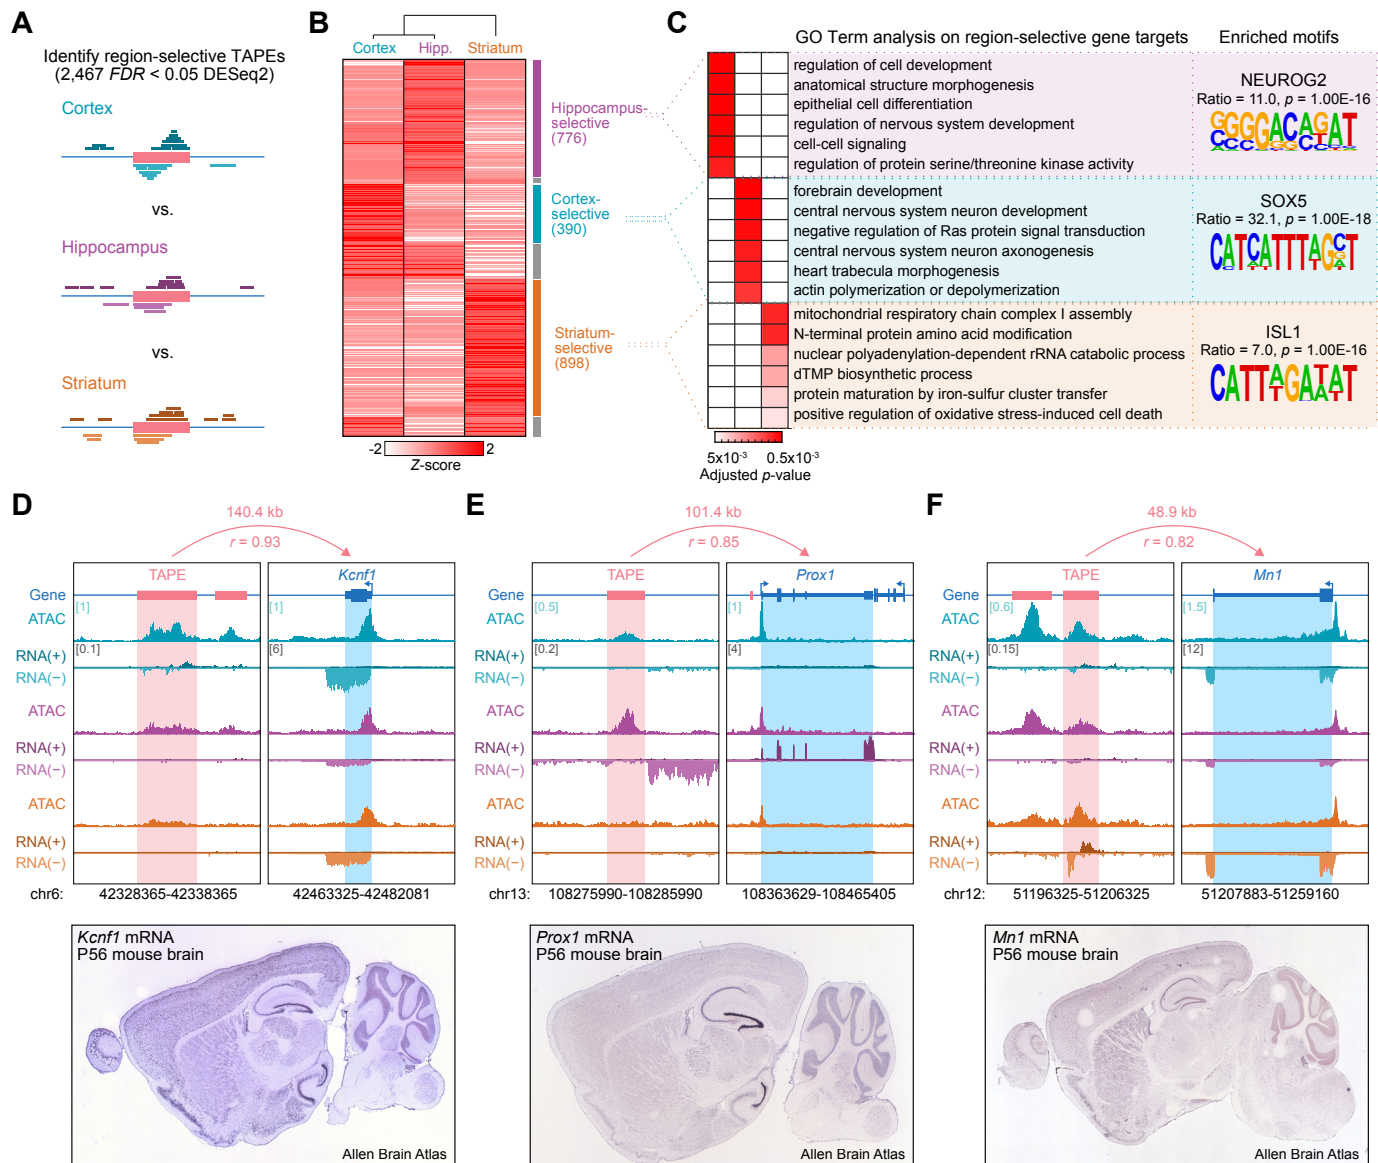 A
Identify region-selective TAPEs
(2,467 FDR < 0.05 DESeq2)
Cortex
vs.
Hippocampus
vs.
Striatum
B
Cortex
Hipp.
Striatum
Hippocampus-
selective
(776)
Cortex-
selective
(390)
Striatum-
selective
(898)
-2
2
Z-score
C
GO Term analysis on region-selective gene targets
Enriched motifs
regulation of cell development
anatomical structure morphogenesis
epithelial cell differentiation
regulation of nervous system development
cell-cell signaling
regulation of protein serine/threonine kinase activity
NEUROG2
Ratio = 11.0, p = 1.00E-16
forebrain development
central nervous system neuron development
negative regulation of Ras protein signal transduction
central nervous system neuron axonogenesis
heart trabecula morphogenesis
actin polymerization or depolymerization
SOX5
Ratio = 32.1, p = 1.00E-18
mitochondrial respiratory chain complex I assembly
N-terminal protein amino acid modification
nuclear polyadenylation-dependent rRNA catabolic process
dTMP biosynthetic process
protein maturation by iron-sulfur cluster transfer
positive regulation of oxidative stress-induced cell death
ISL1
Ratio = 7.0, p = 1.00E-16
5x10⁻³
0.5x10⁻³
Adjusted p-value
D
140.4 kb
r = 0.93
TAPE
Kcnf1
Gene
[1]
[1]
ATAC
[0.1]
[6]
RNA(+)
RNA(−)
ATAC
RNA(+)
RNA(−)
ATAC
RNA(+)
RNA(−)
chr6:
42328365-42338365
42463325-42482081
Kcnf1 mRNA
P56 mouse brain
Allen Brain Atlas
E
101.4 kb
r = 0.85
TAPE
Prox1
Gene
[0.5]
[1]
ATAC
[0.2]
[4]
RNA(+)
RNA(−)
ATAC
RNA(+)
RNA(−)
ATAC
RNA(+)
RNA(−)
chr13:
108275990-108285990
108363629-108465405
Prox1 mRNA
P56 mouse brain
Allen Brain Atlas
F
48.9 kb
r = 0.82
TAPE
Mn1
Gene
[0.6]
[1.5]
ATAC
[0.15]
[12]
RNA(+)
RNA(−)
ATAC
RNA(+)
RNA(−)
ATAC
RNA(+)
RNA(−)
chr12:
51196325-51206325
51207883-51259160
Mn1 mRNA
P56 mouse brain
Allen Brain Atlas